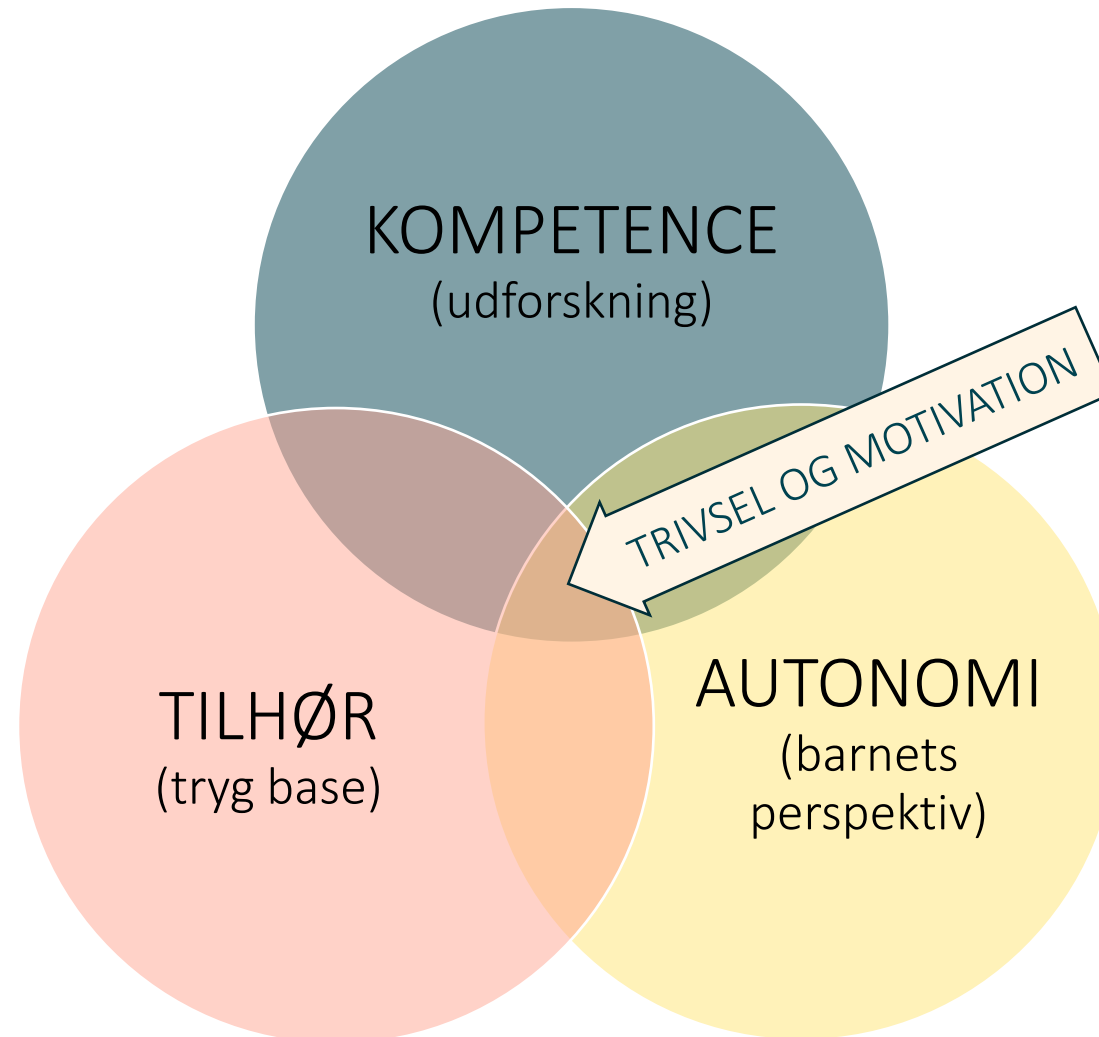 KOMPETENCE
(udforskning)
TRIVSEL OG MOTIVATION
TILHØR
(tryg base)
AUTONOMI
(barnets
perspektiv)